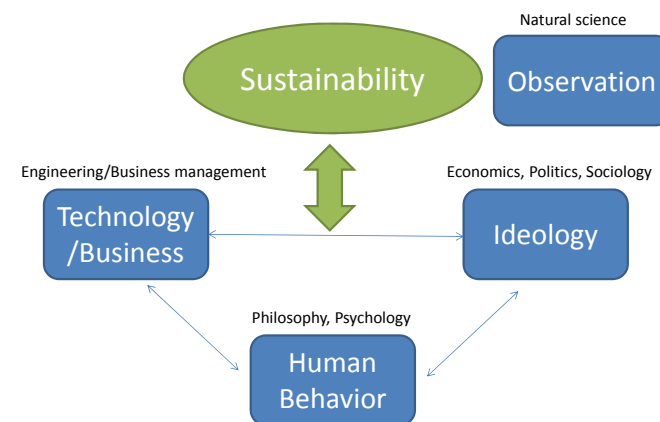 Natural science
Sustainability
Observation
Engineering/Business management
Economics, Politics, Sociology
Technology
/Business
Ideology
Philosophy, Psychology
Human
Behavior